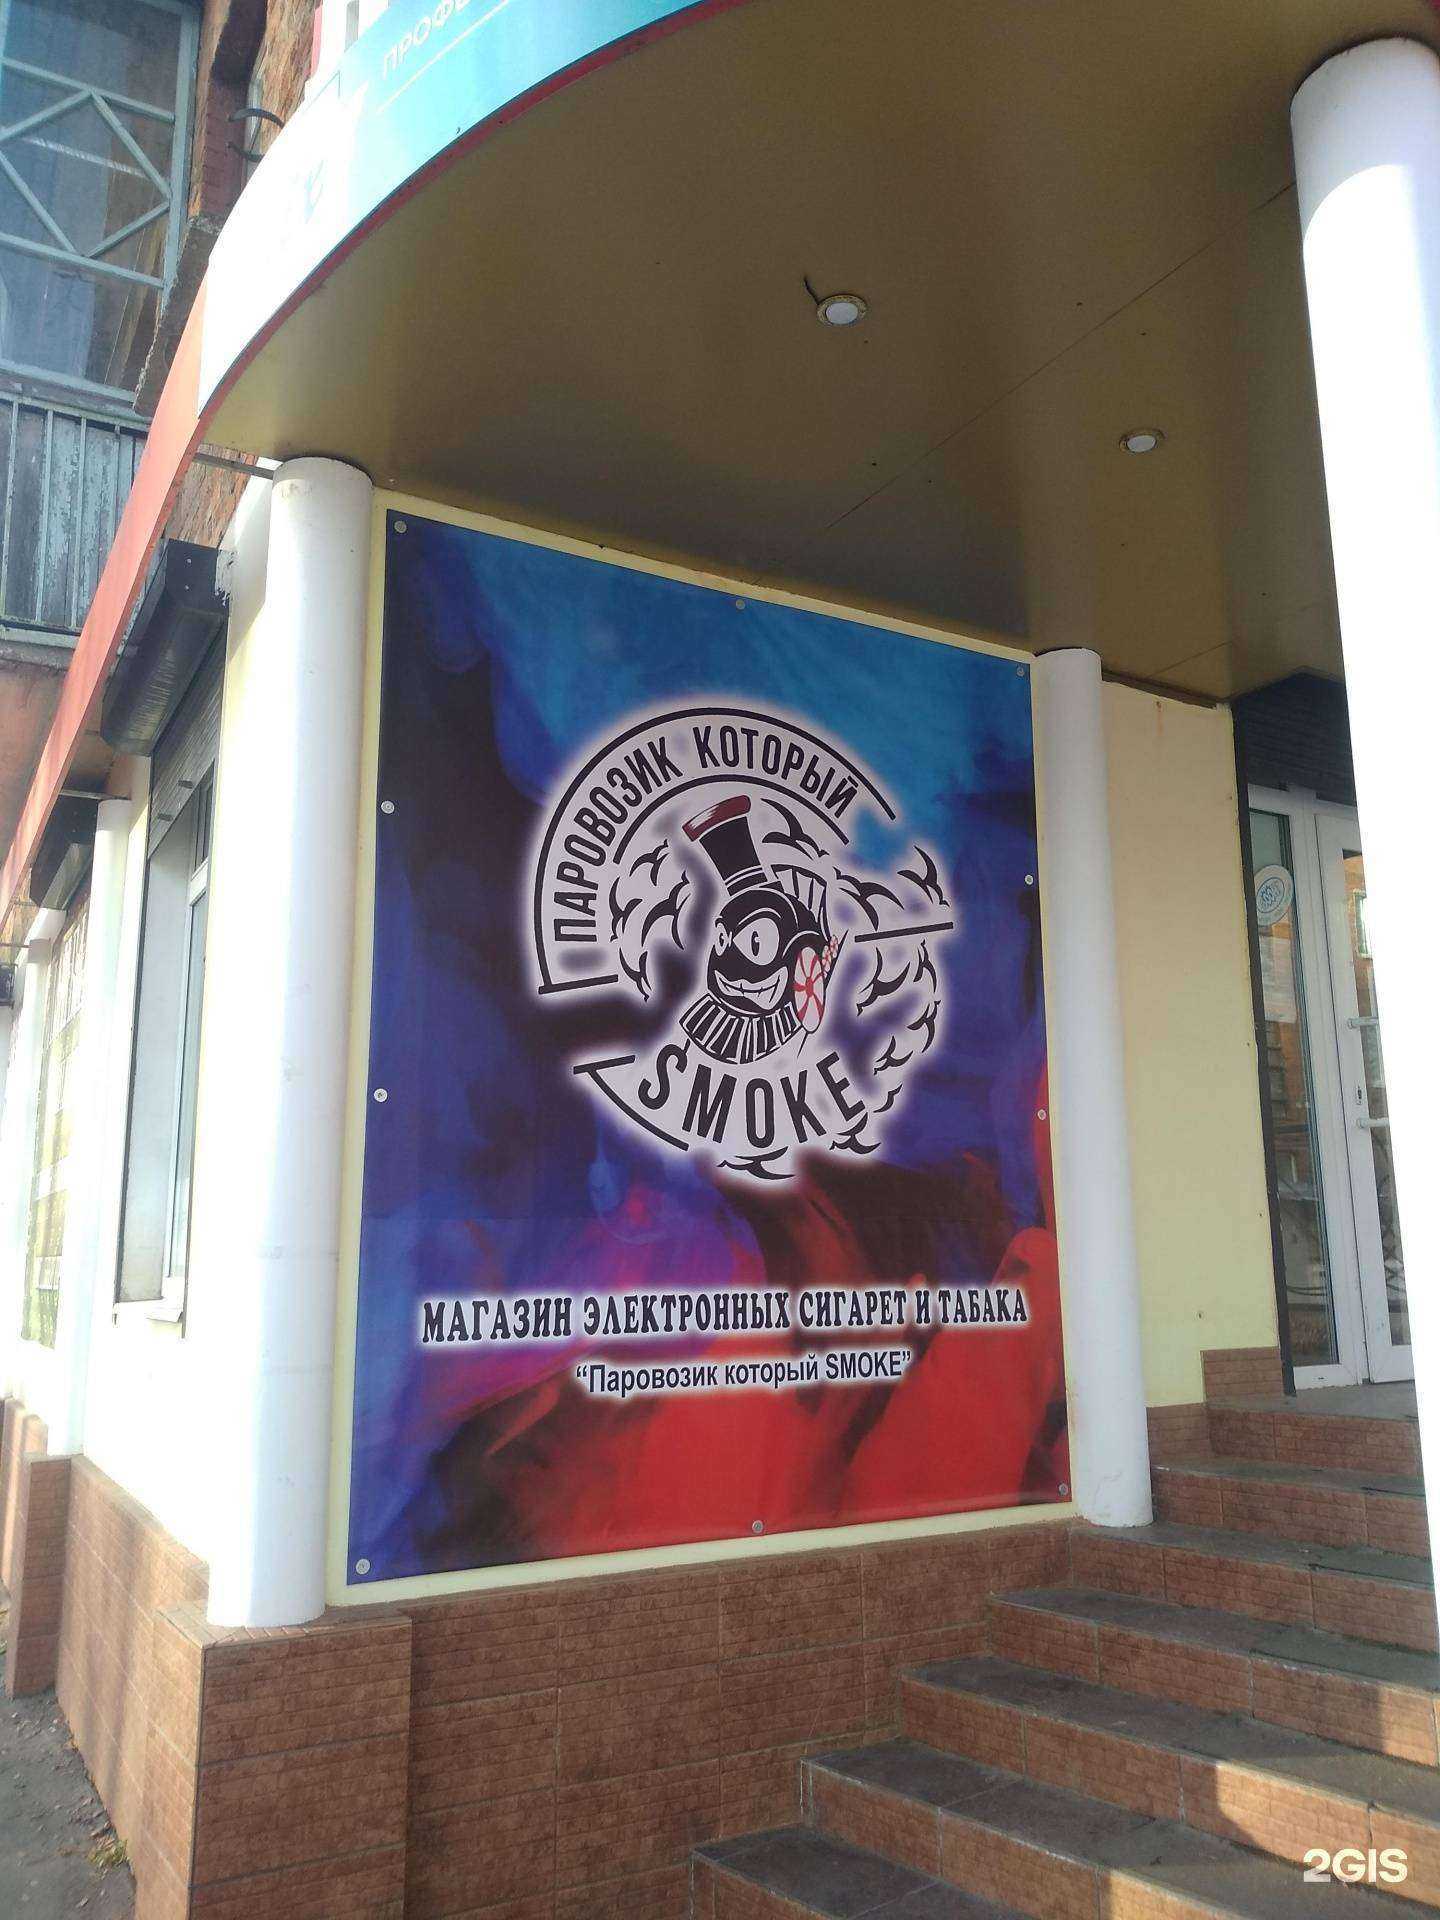 ПАРОВОЗИК КОТОРЫЙ
SMOKE
МАГАЗИН ЭЛЕКТРОННЫХ СИГАРЕТ И ТАБАКА
“Паровозик который SMOKE”
2GIS